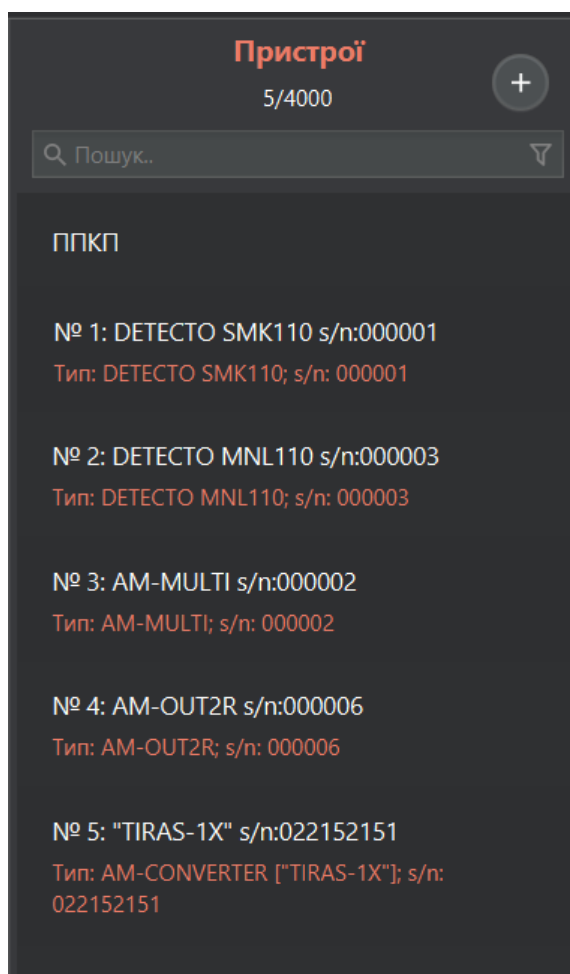 Пристрої
5/4000
+
Пошук..
ППКП
№ 1: DETECTO SMK110 s/n:000001
Тип: DETECTO SMK110; s/n: 000001
№ 2: DETECTO MNL110 s/n:000003
Тип: DETECTO MNL110; s/n: 000003
№ 3: AM-MULTI s/n:000002
Тип: AM-MULTI; s/n: 000002
№ 4: AM-OUT2R s/n:000006
Тип: AM-OUT2R; s/n: 000006
№ 5: "TIRAS-1X" s/n:022152151
Тип: AM-CONVERTER ["TIRAS-1X"]; s/n:
022152151